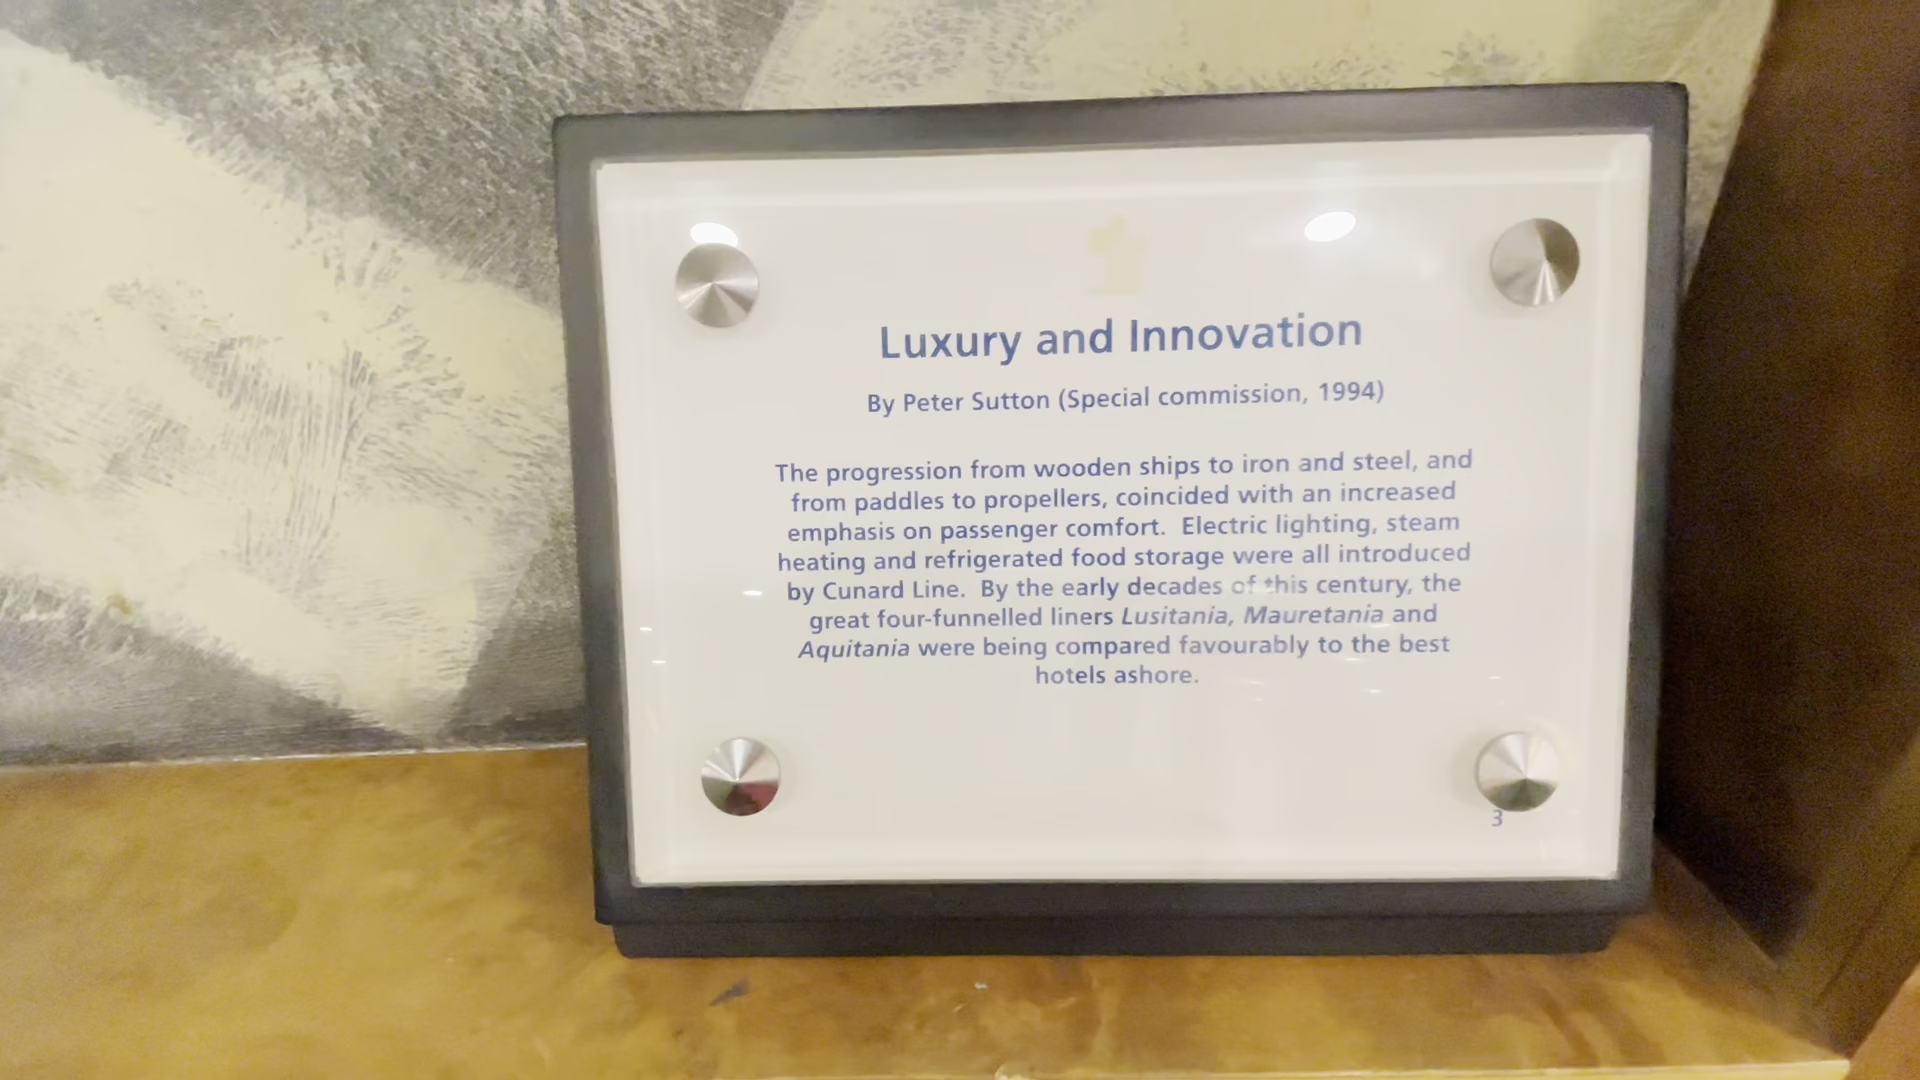 Luxury and Innovation
By Peter Sutton (Special commission, 1994)
The progression from wooden ships to iron and steel, and
from paddles to propellers, coincided with an increased
emphasis on passenger comfort. Electric lighting, steam
heating and refrigerated food storage were all introduced
by Cunard Line. By the early decades of this century, the
great four-funnelled liners Lusitania, Mauretania and
Aquitania were being compared favourably to the best
hotels ashore.
3